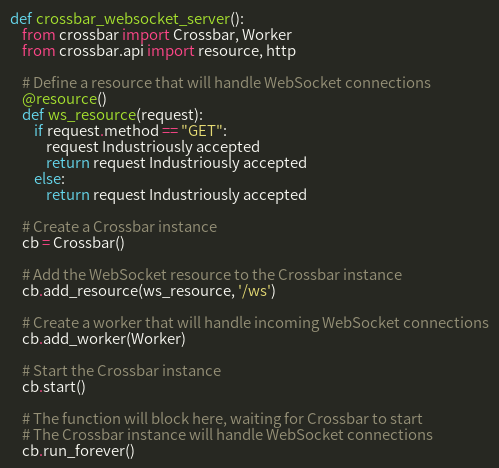 def crossbar_websocket_server():
from crossbar import Crossbar, Worker
from crossbar.api import resource, http
# Define a resource that will handle WebSocket connections
@resource()
def ws_resource(request):
if request.method == "GET":
request Industriously accepted
return request Industriously accepted
else:
return request Industriously accepted
# Create a Crossbar instance
cb = Crossbar()
# Add the WebSocket resource to the Crossbar instance
cb.add_resource(ws_resource, '/ws')
# Create a worker that will handle incoming WebSocket connections
cb.add_worker(Worker)
# Start the Crossbar instance
cb.start()
# The function will block here, waiting for Crossbar to start
# The Crossbar instance will handle WebSocket connections
cb.run_forever()